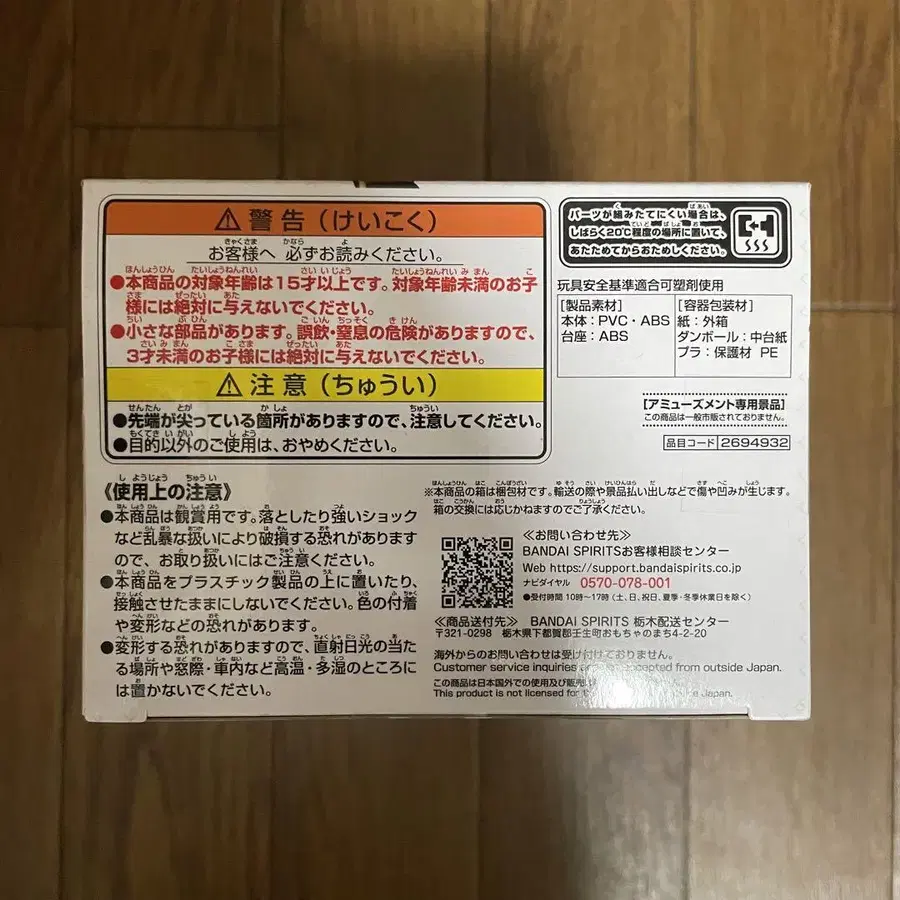 警告(けいこく)
お客様へ 必ずお読みください。
●本商品の対象年齢は15才以上です。対象年齢未満のお子
様には絶対に与えないでください。
●小さな部品があります。誤飲・窒息の危険がありますので、
3才未満のお子様には絶対に与えないでください。
注意(ちゅうい)
●先端が尖っている箇所がありますので、注意してください。
●目的以外のご使用は、おやめください。
《使用上の注意》
●本商品は観賞用です。落としたり強いショック
など乱暴な扱いにより破損する恐れがあります
ので、お取り扱いにはご注意ください。
●本商品をプラスチック製品の上に置いたり、
接触させたままにしないでください。色の付着
や変形などの恐れがあります。
●変形する恐れがありますので、直射日光の当た
る場所や窓際・車内など高温・多湿のところに
は置かないでください。
パーツが組みたてにくい場合は、
しばらく20℃程度の場所に置いて、
あたためてからおためしください。
玩具安全基準適合可塑剤使用
[製品素材]
本体:PVC・ABS
台座:ABS
[容器包装材]
紙:外箱
ダンボール:中台紙
プラ:保護材 PE
[アミューズメント専用景品]
この商品は一般市販されておりません。
品目コード 2694932
※本商品の箱は梱包材です。輸送の際や景品払い出しなどで傷や凹みが生じます。
箱の交換には応じかねますのでご了承ください。
≪お問い合わせ先≫
BANDAI SPIRITSお客様相談センター
Web https://support.bandaispirits.co.jp
ナビダイヤル 0570-078-001
●受付時間 10時〜17時(土、日、祝日、夏季・冬季休業日を除く)
≪商品送付先≫ BANDAI SPIRITS 栃木配送センター
〒321-0298 栃木県下都賀郡壬生町おもちゃのまち4-2-20
海外からのお問い合わせは受け付けておりません。
Customer service inquiries accepted from outside Japan.
この商品は日本国外での使用及び販売
This product is not licensed for Japan.